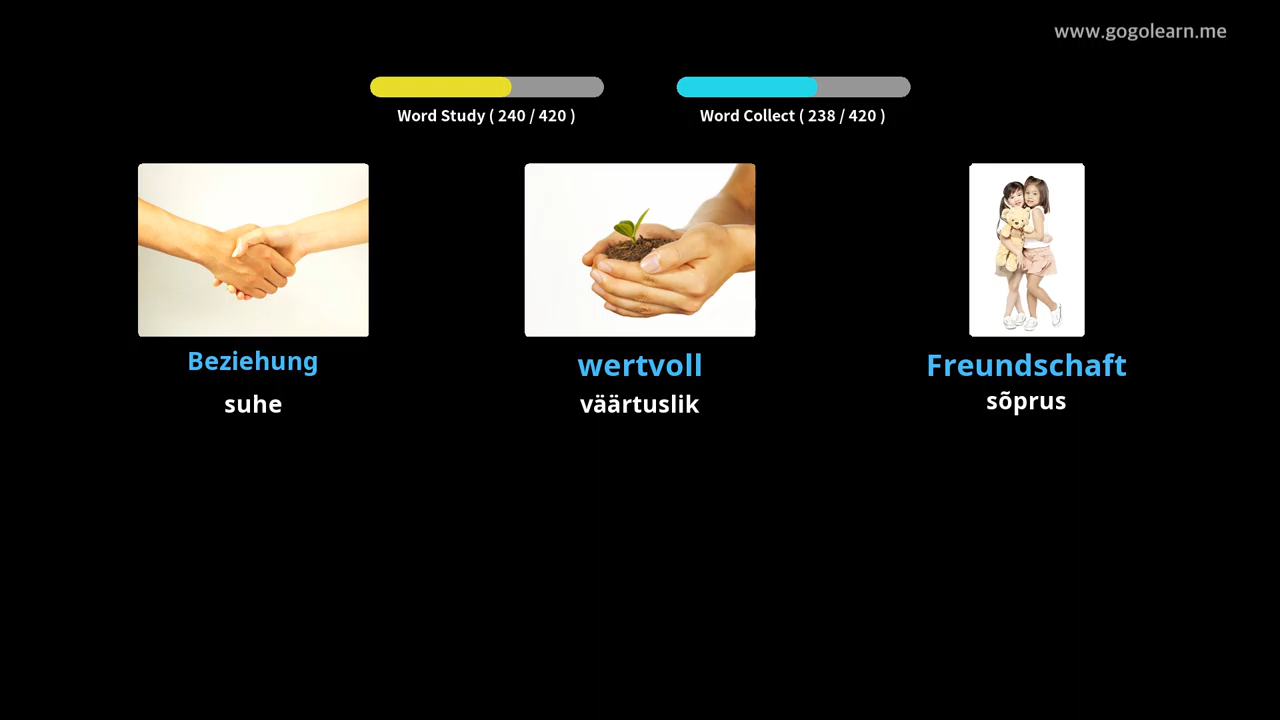 www.gogolearn.me
Word Study ( 240 / 420 )
Word Collect ( 238 / 420 )
Beziehung
suhe
wertvoll
väärtuslik
Freundschaft
sõprus